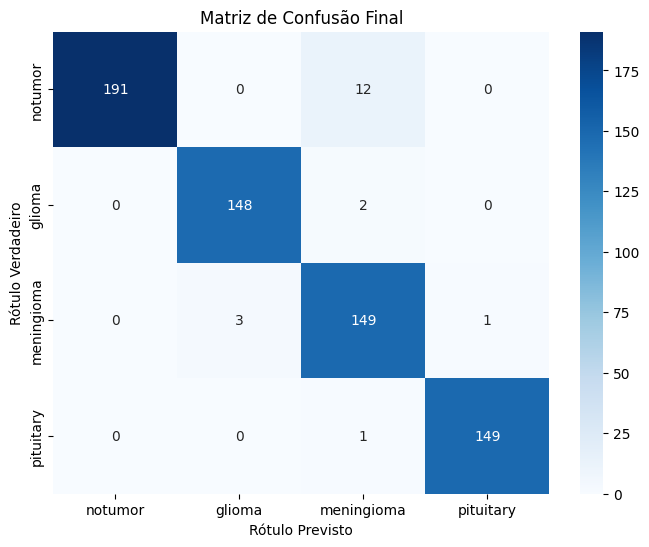 Matriz de Confusão Final
Rótulo Verdadeiro
notumor
191 0 12 0
glioma
0 148 2 0
meningioma
0 3 149 1
pituitary
0 0 1 149
notumor glioma meningioma pituitary
Rótulo Previsto
175
150
125
100
75
50
25
0